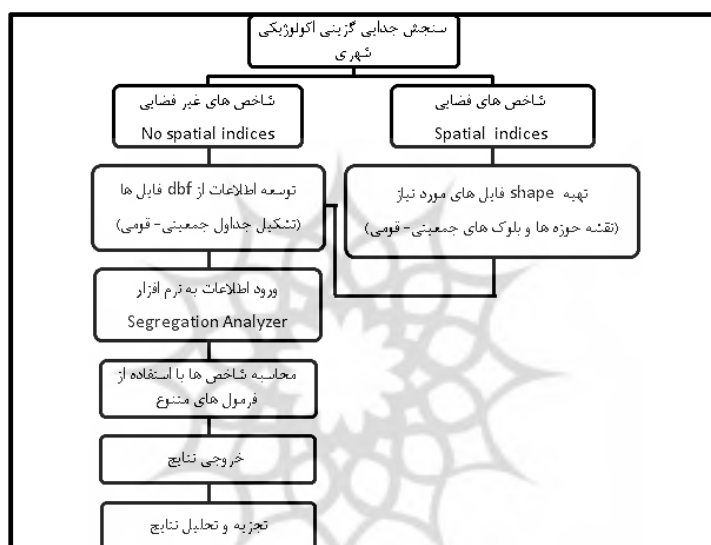 سنجش جدایی گزینی اکولوژیکی
شهری
شاخص های فضایی
Spatial indices
شاخص های غیر فضایی
No spatial indices
تهیه shape فایل های مورد نیاز
(نقشه حوزه ها و بلوک های جمعیتی- قومی)
توسعه اطلاعات از dbf فایل ها
(تشکیل جداول جمعیتی- قومی)
ورود اطلاعات به نرم افزار
Segregation Analyzer
محاسبه شاخص ها با استفاده از
فرمول های متنوع
خروجی نتایج
تجزیه و تحلیل نتایج